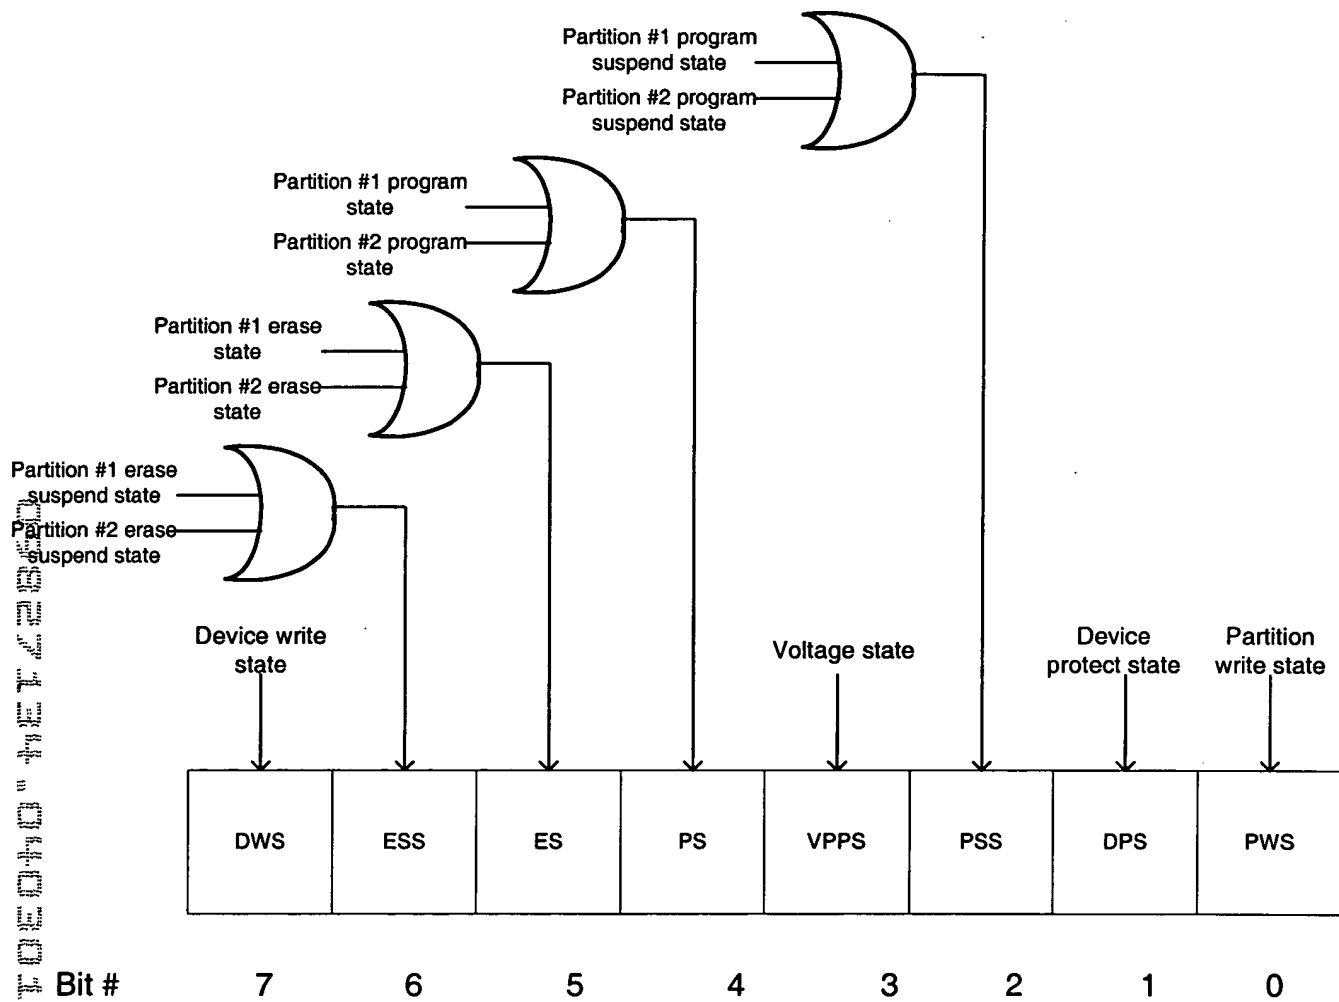 Partition #1 program
suspend state
Partition #2 program
suspend state
Partition #1 program
state
Partition #2 program
state
Partition #1 erase
state
Partition #2 erase
state
Partition #1 erase
suspend state
Partition #2 erase
suspend state
Device write
state
Voltage state
Device
protect state
Partition
write state
DWS ESS ES PS VPPS PSS DPS PWS
Bit # 7 6 5 4 3 2 1 0